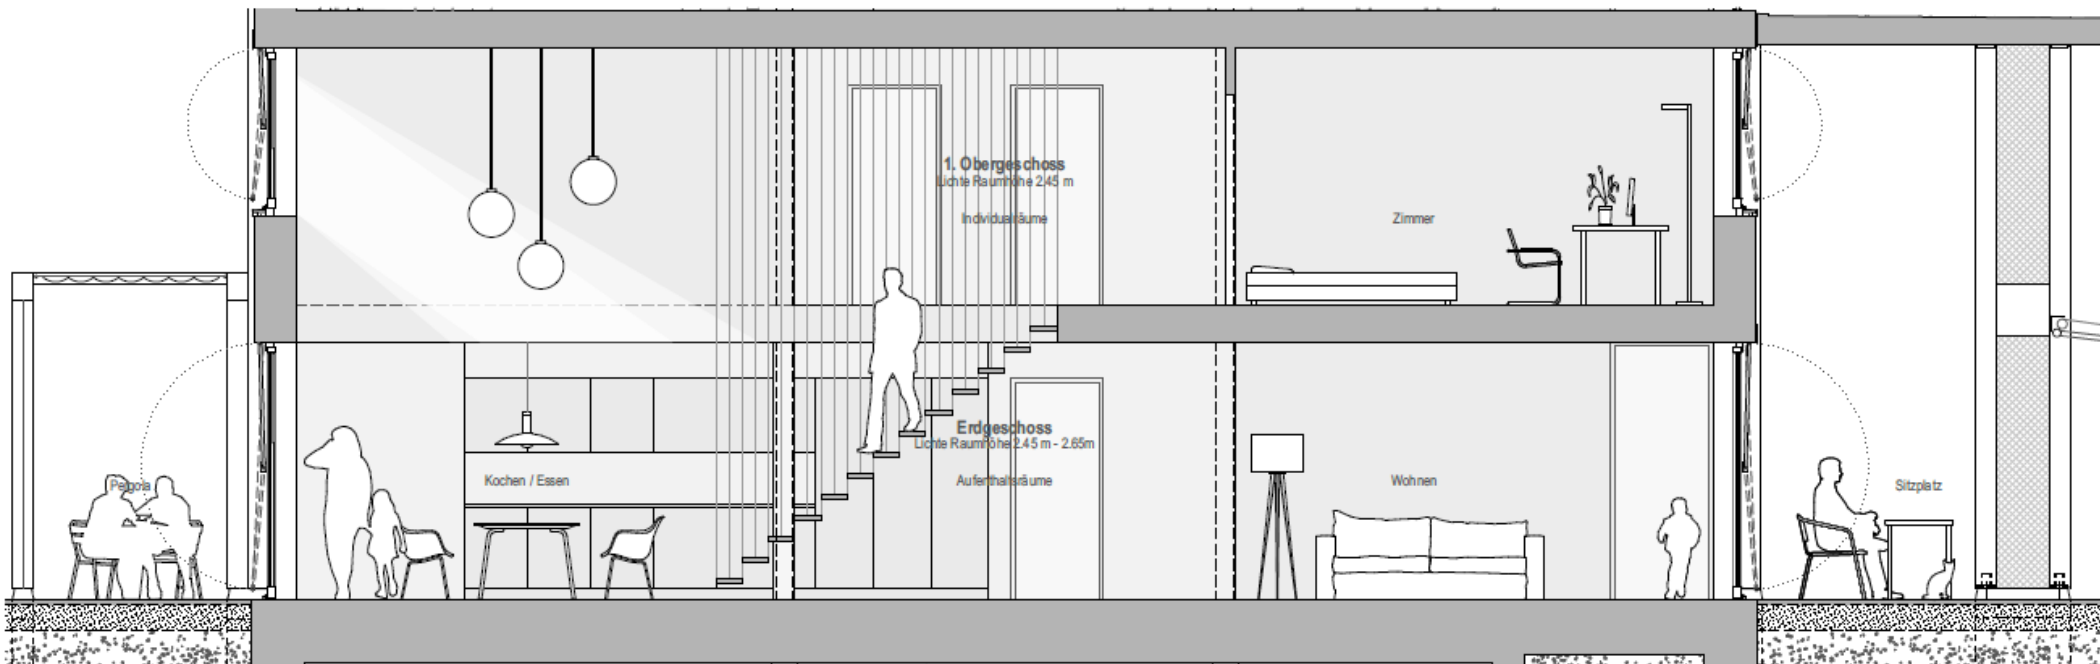 1. Obergeschoss
Lichte Raumhöhe 2.45 m
Individualräume
Zimmer
Erdgeschoss
Lichte Raumhöhe 2.45 m - 2.65m
Aufenthaltsräume
Kochen / Essen
Wohnen
Pergola
Sitzplatz